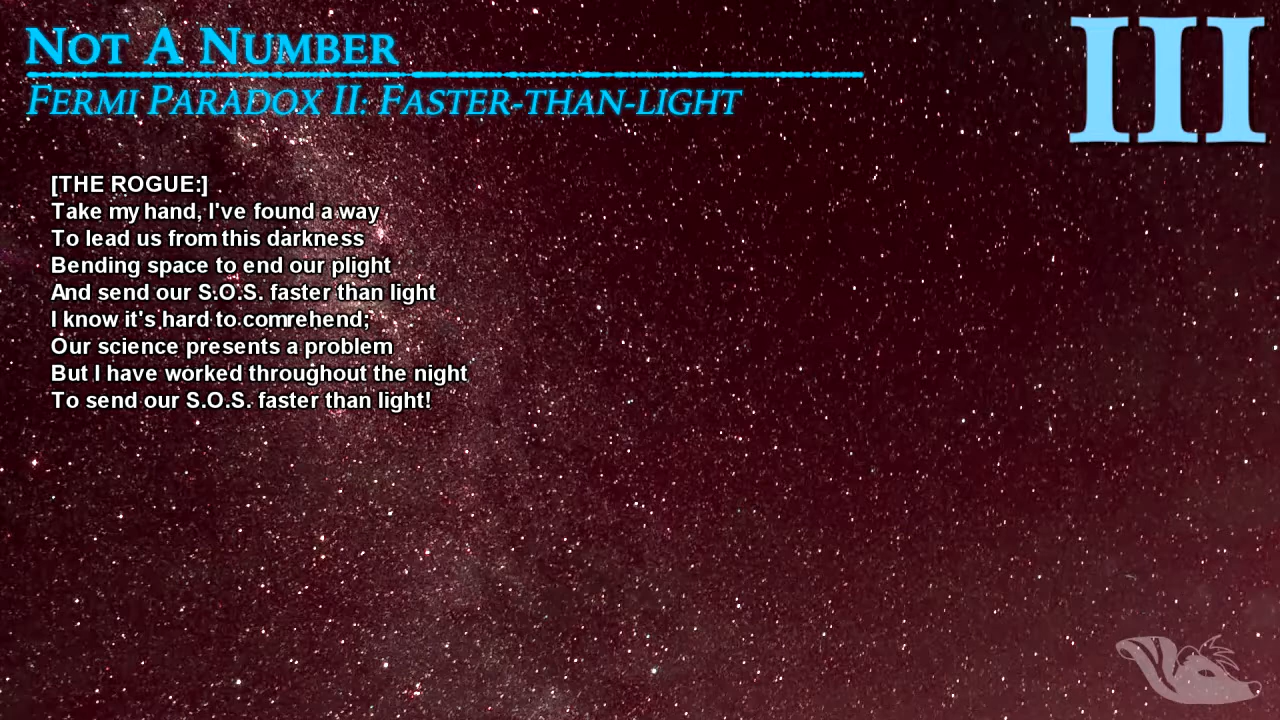 Not A Number
Fermi Paradox II: Faster-than-light
III
[THE ROGUE:]
Take my hand, I've found a way
To lead us from this darkness
Bending space to end our plight
And send our S.O.S. faster than light
I know it's hard to comrehend;
Our science presents a problem
But I have worked throughout the night
To send our S.O.S. faster than light!